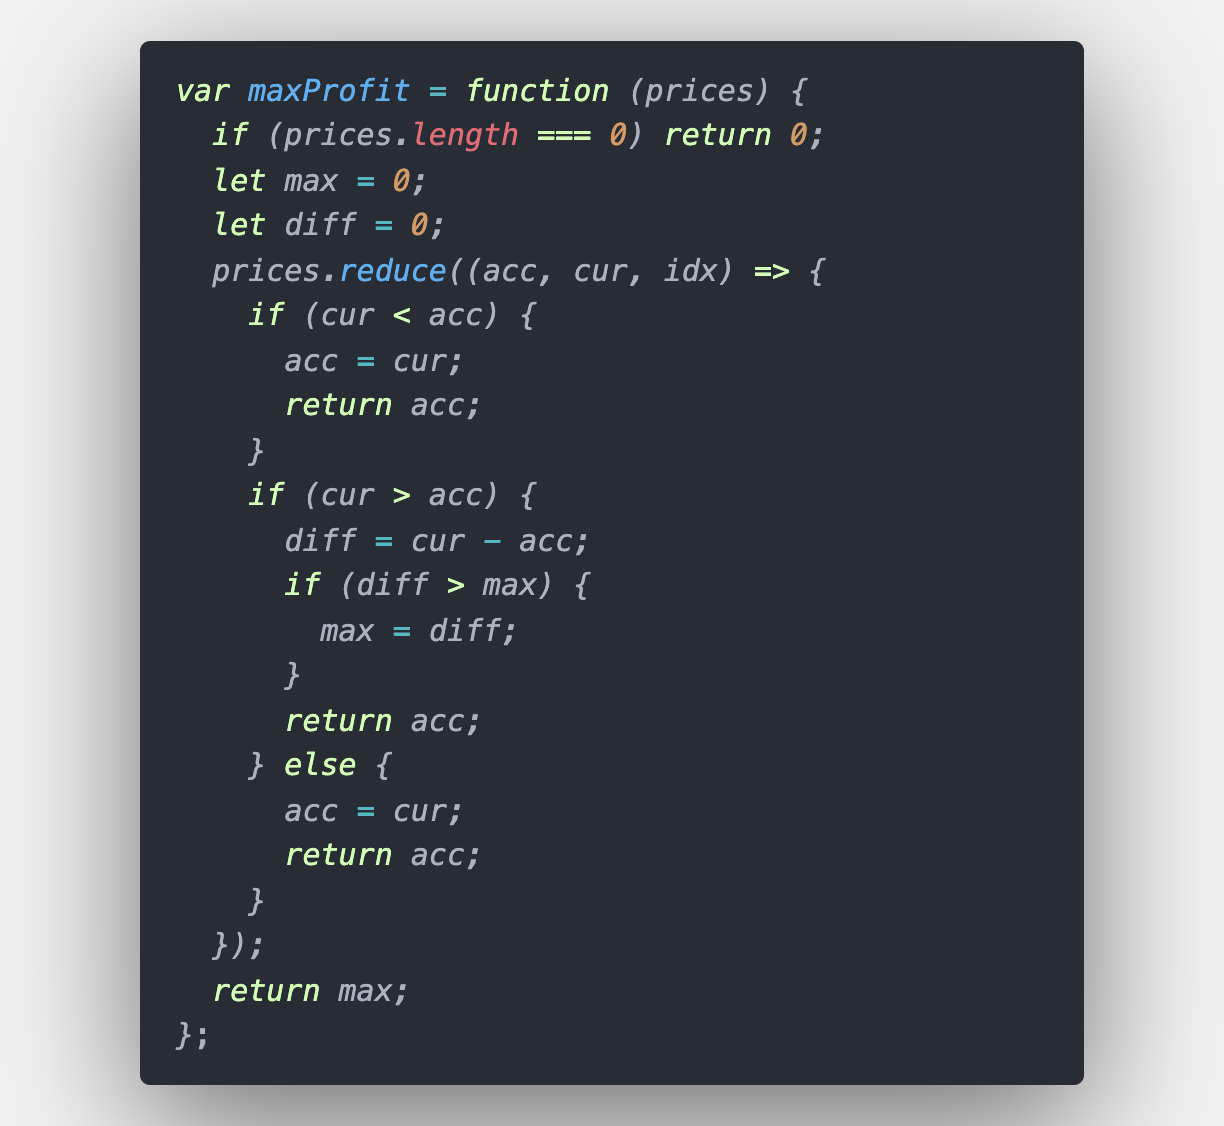 var maxProfit = function (prices) {
  if (prices.length === 0) return 0;
  let max = 0;
  let diff = 0;
  prices.reduce((acc, cur, idx) => {
    if (cur < acc) {
      acc = cur;
      return acc;
    }
    if (cur > acc) {
      diff = cur - acc;
      if (diff > max) {
        max = diff;
      }
      return acc;
    } else {
      acc = cur;
      return acc;
    }
  });
  return max;
};